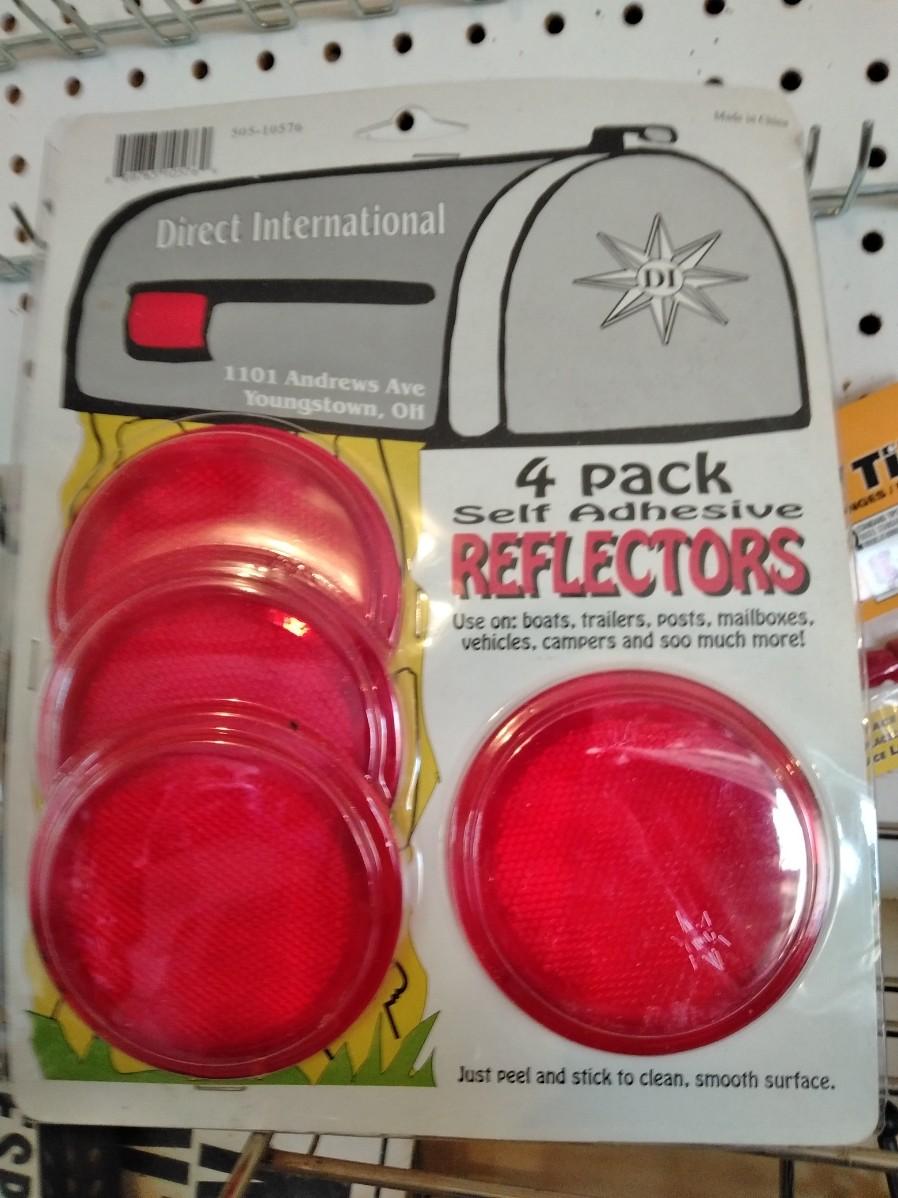 505-10576
Made in China
Direct International
DI
1101 Andrews Ave
Youngstown, OH
4 pack
Self Adhesive
REFLECTORS
Use on: boats, trailers, posts, mailboxes,
vehicles, campers and soo much more!
Just peel and stick to clean, smooth surface.